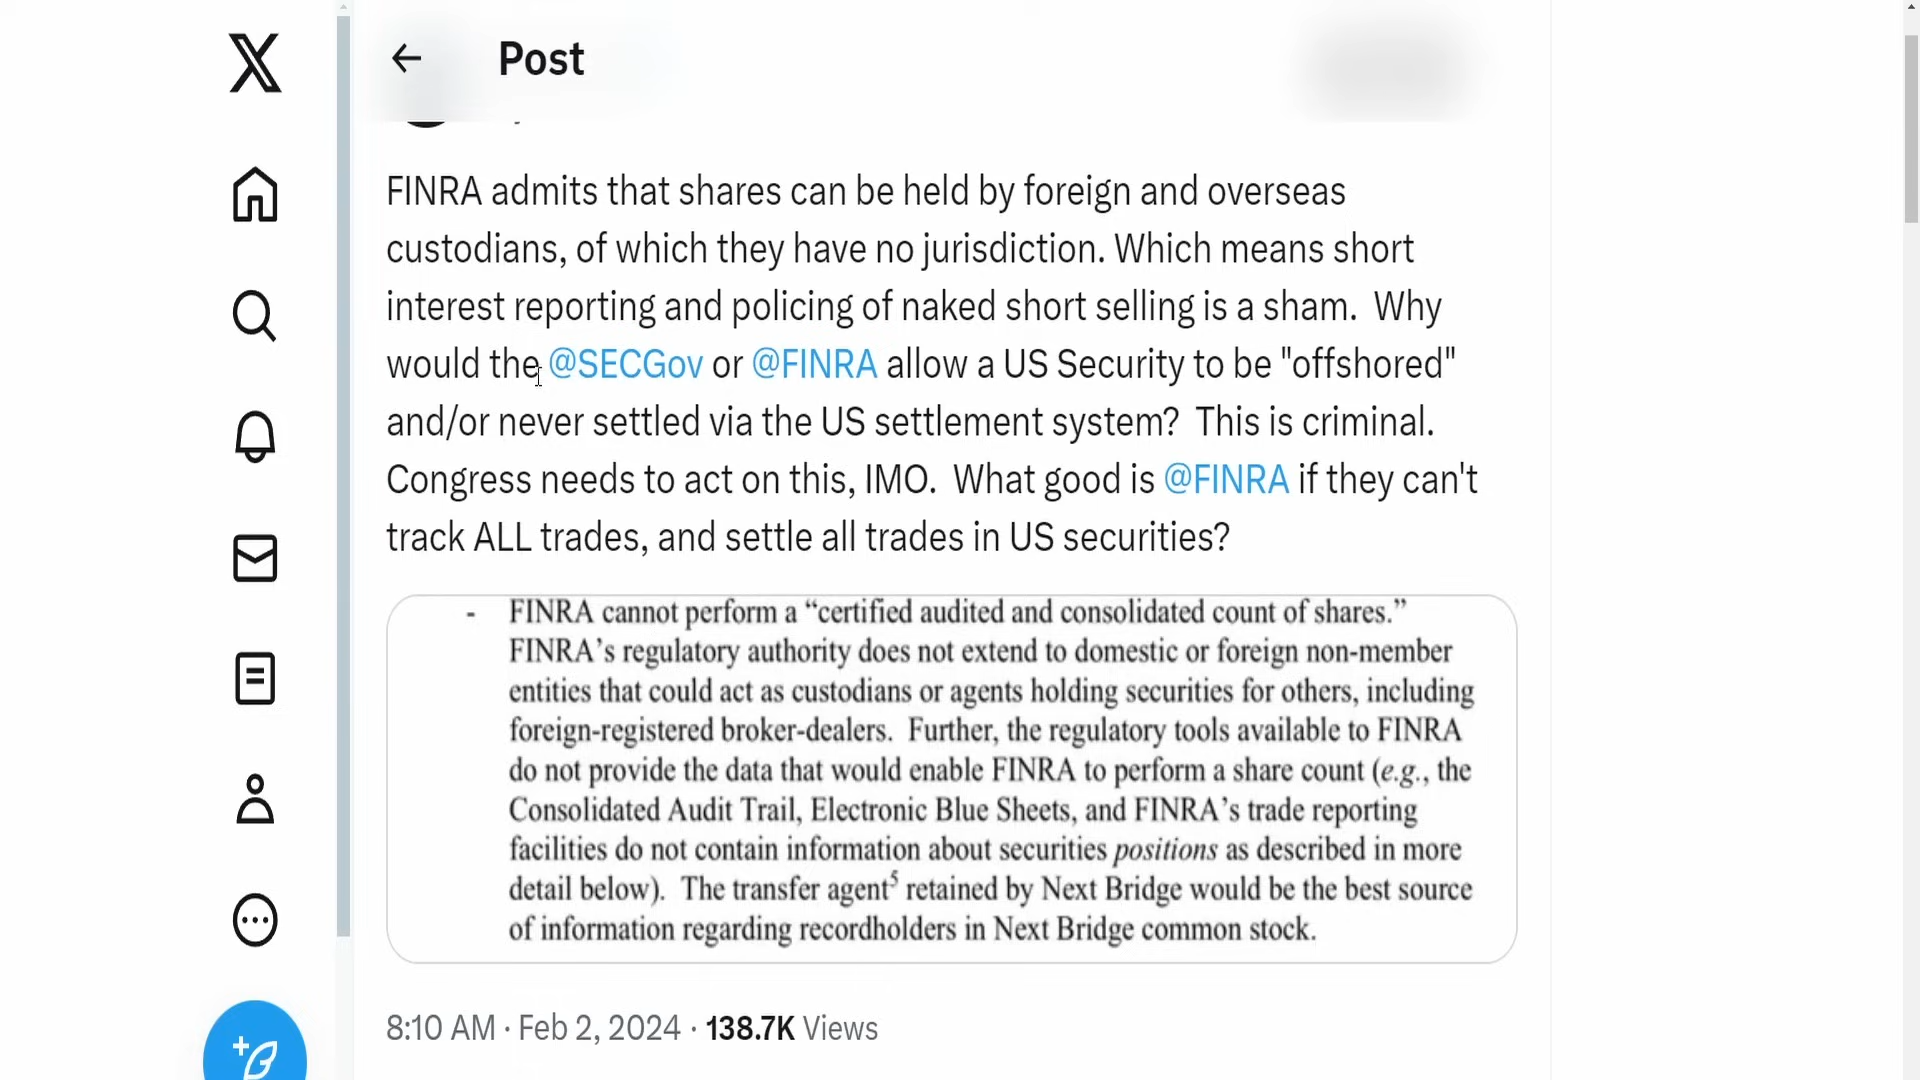 Post
FINRA admits that shares can be held by foreign and overseas
custodians, of which they have no jurisdiction. Which means short
interest reporting and policing of naked short selling is a sham.  Why
would the @SECGov or @FINRA allow a US Security to be "offshored"
and/or never settled via the US settlement system?  This is criminal.
Congress needs to act on this, IMO.  What good is @FINRA if they can't
track ALL trades, and settle all trades in US securities?
- FINRA cannot perform a “certified audited and consolidated count of shares.”
FINRA’s regulatory authority does not extend to domestic or foreign non-member
entities that could act as custodians or agents holding securities for others, including
foreign-registered broker-dealers.  Further, the regulatory tools available to FINRA
do not provide the data that would enable FINRA to perform a share count (e.g., the
Consolidated Audit Trail, Electronic Blue Sheets, and FINRA’s trade reporting
facilities do not contain information about securities positions as described in more
detail below).  The transfer agent⁵ retained by Next Bridge would be the best source
of information regarding recordholders in Next Bridge common stock.
8:10 AM · Feb 2, 2024 · 138.7K Views